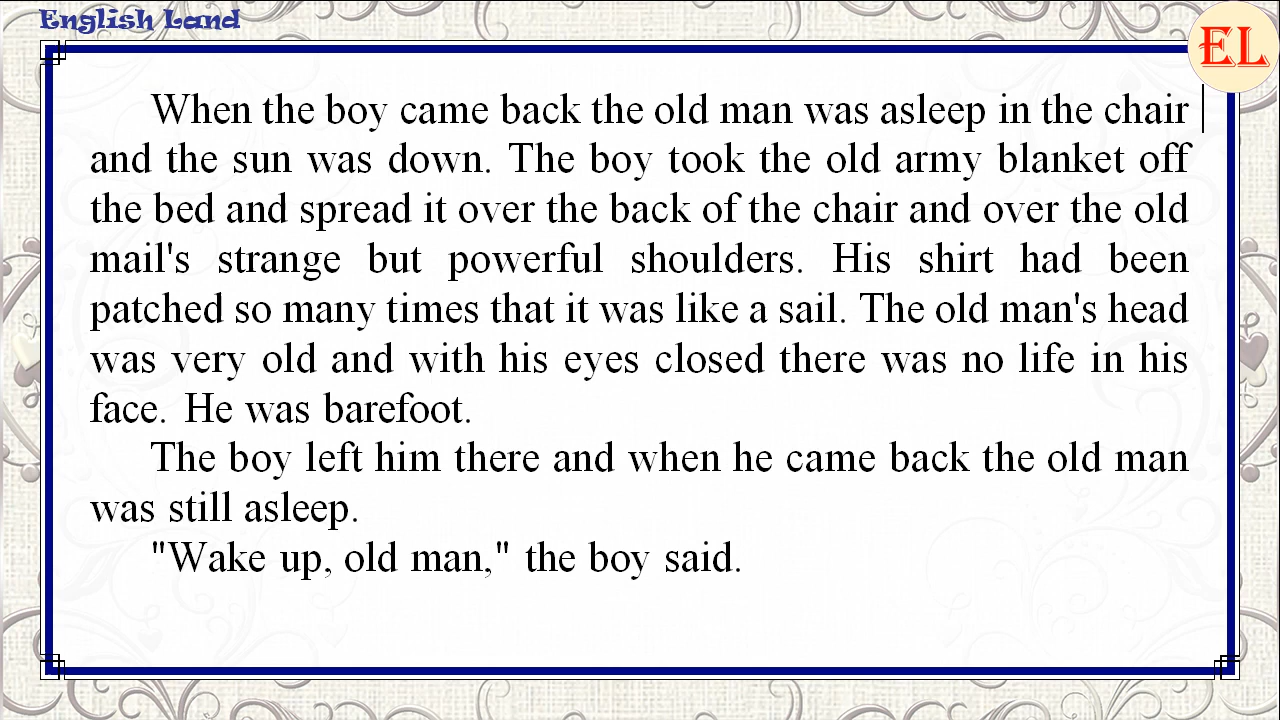 English Land
EL
When the boy came back the old man was asleep in the chair
and the sun was down. The boy took the old army blanket off
the bed and spread it over the back of the chair and over the old
mail's strange but powerful shoulders. His shirt had been
patched so many times that it was like a sail. The old man's head
was very old and with his eyes closed there was no life in his
face. He was barefoot.
The boy left him there and when he came back the old man
was still asleep.
"Wake up, old man," the boy said.